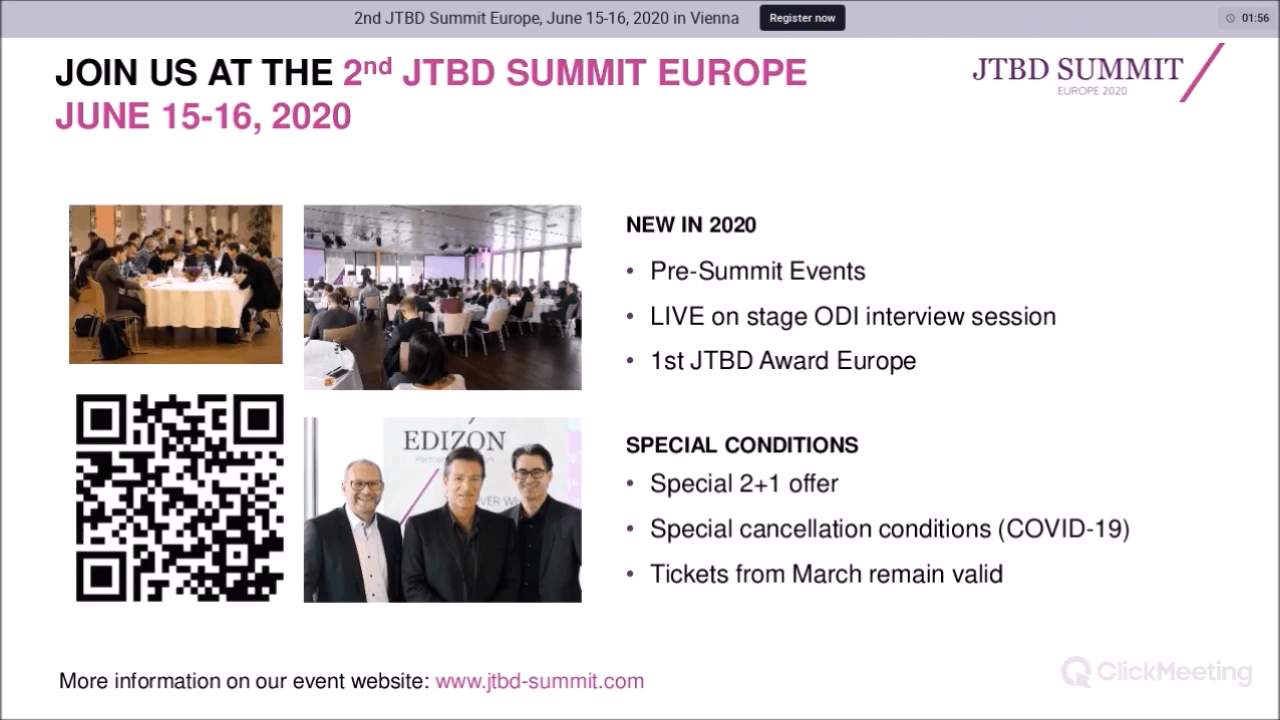 2nd JTBD Summit Europe, June 15-16, 2020 in Vienna
Register now
01:56
JOIN US AT THE 2nd JTBD SUMMIT EUROPE
JUNE 15-16, 2020
JTBD SUMMIT
EUROPE 2020
NEW IN 2020
• Pre-Summit Events
• LIVE on stage ODI interview session
• 1st JTBD Award Europe
EDIZON
SPECIAL CONDITIONS
• Special 2+1 offer
• Special cancellation conditions (COVID-19)
• Tickets from March remain valid
More information on our event website: www.jtbd-summit.com
ClickMeeting